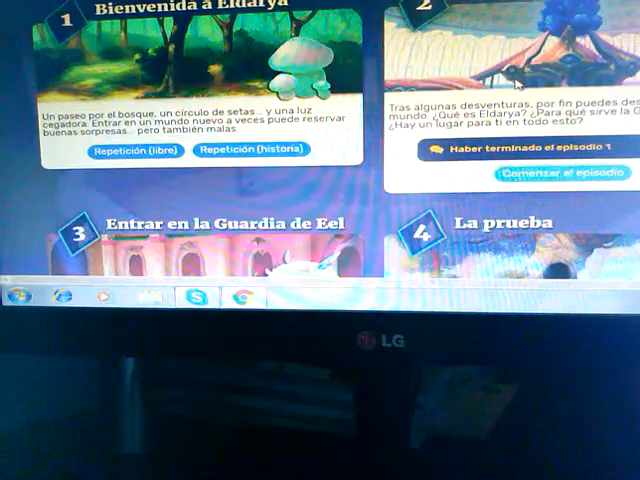 1
Bienvenida a Eldarya
2
Un paseo por el bosque, un círculo de setas... y una luz
cegadora. Entrar en un mundo nuevo a veces puede reservar
buenas sorpresas... pero también malas.
Repetición (libre)
Repetición (historia)
Tras algunas desventuras, por fin puedes des
mundo. ¿Qué es Eldarya? ¿Para qué sirve la G
¿Hay un lugar para ti en todo esto?
Haber terminado el episodio 1
Comenzar el episodio
3
Entrar en la Guardia de Eel
4
La prueba
LG